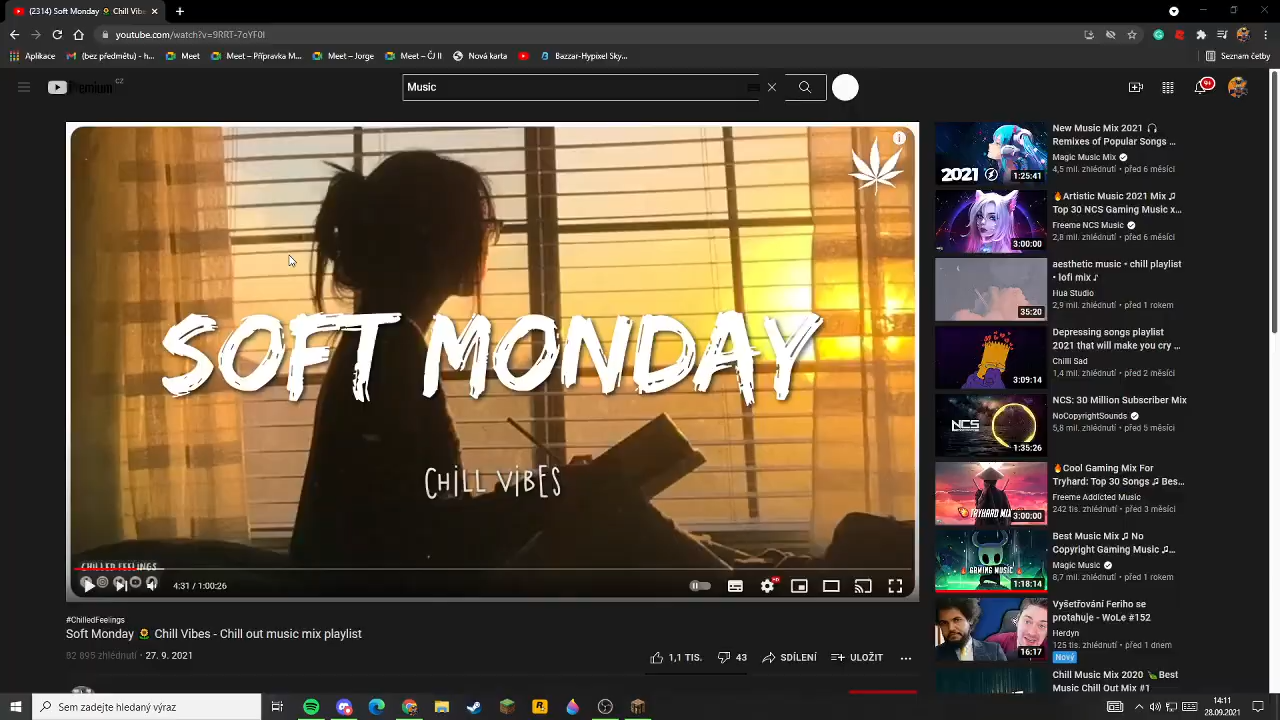 (2314) Soft Monday 🌻 Chill Vibe
youtube.com/watch?v=9RRT-7oYF0I
Aplikace
(bez předmětu) - h...
Meet
Meet – Přípravka M...
Meet – Jorge
Meet – ČJ II
Nová karta
Bazzar-Hypixel Sky...
Seznam četby
Premium CZ
Music
9+
SOFT MONDAY
CHILL VIBES
CHILLED FEELINGS
4:31 / 1:00:26
HD
#ChilledFeelings
Soft Monday 🌻 Chill Vibes - Chill out music mix playlist
82 895 zhlédnutí • 27. 9. 2021
1,1 TIS.
43
SDÍLENÍ
ULOŽIT
2021
1:25:41
New Music Mix 2021 🎧
Remixes of Popular Songs ...
Magic Music Mix
4,5 mil. zhlédnutí • před 6 měsíci
3:00:00
🔥Artistic Music 2021 Mix ♫
Top 30 NCS Gaming Music x...
Freeme NCS Music
2,8 mil. zhlédnutí • před 6 měsíci
35:20
aesthetic music • chill playlist
• lofi mix ♪
Hua Studio
2,9 mil. zhlédnutí • před 1 rokem
3:09:14
Depressing songs playlist
2021 that will make you cry ...
Chilli Sad
1,4 mil. zhlédnutí • před 2 měsíci
NCS
1:35:26
NCS: 30 Million Subscriber Mix
NoCopyrightSounds
5,8 mil. zhlédnutí • před 5 měsíci
TRYHARD MIX
3:00:00
🔥Cool Gaming Mix For
Tryhard: Top 30 Songs ♫ Bes...
Freeme Addicted Music
242 tis. zhlédnutí • před 3 měsíci
GAMING MUSIC
1:18:14
Best Music Mix ♫ No
Copyright Gaming Music ♫...
Magic Music
8,7 mil. zhlédnutí • před 1 rokem
16:17
Vyšetřování Feriho se
protahuje - WoLe #152
Herdyn
125 tis. zhlédnutí • před 1 dnem
Nový
Chill Music Mix 2020 🍃Best
Music Chill Out Mix #1
Sem zadejte hledaný výraz
14:11
28.09.2021